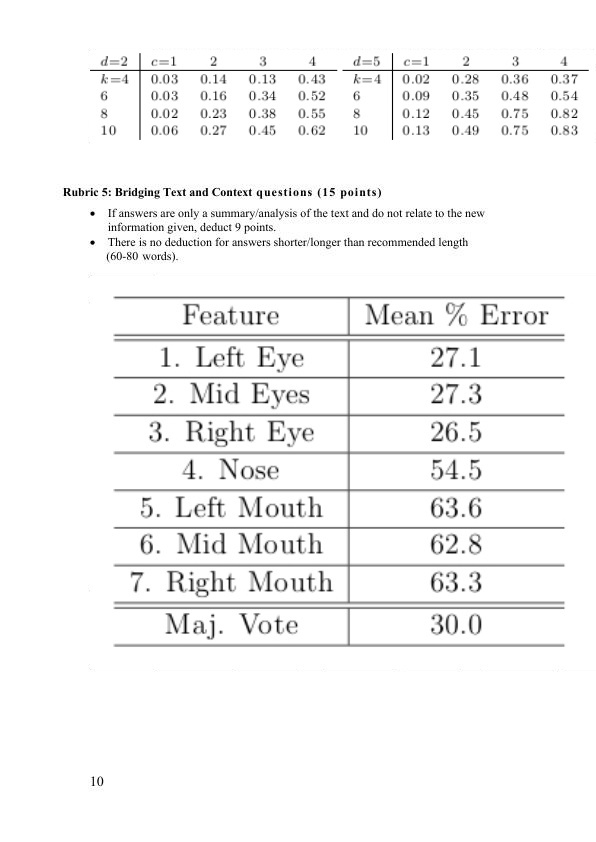 d=2 c=1 2 3 4 d=5 c=1 2 3 4
k=4 0.03 0.14 0.13 0.43 k=4 0.02 0.28 0.36 0.37
6 0.03 0.16 0.34 0.52 6 0.09 0.35 0.48 0.54
8 0.02 0.23 0.38 0.55 8 0.12 0.45 0.75 0.82
10 0.06 0.27 0.45 0.62 10 0.13 0.49 0.75 0.83
Rubric 5: Bridging Text and Context questions (15 points)
• If answers are only a summary/analysis of the text and do not relate to the new
information given, deduct 9 points.
• There is no deduction for answers shorter/longer than recommended length
(60-80 words).
Feature Mean % Error
1. Left Eye 27.1
2. Mid Eyes 27.3
3. Right Eye 26.5
4. Nose 54.5
5. Left Mouth 63.6
6. Mid Mouth 62.8
7. Right Mouth 63.3
Maj. Vote 30.0
10